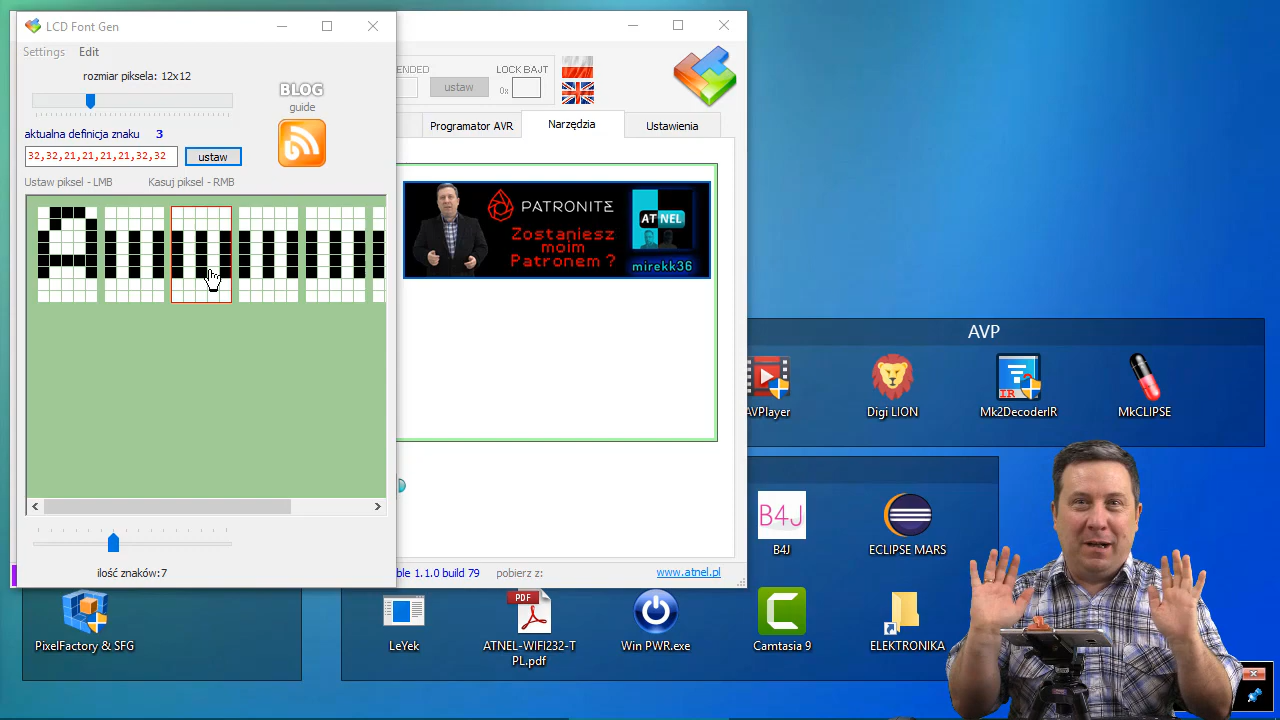 LCD Font Gen
Settings Edit
rozmiar piksela: 12x12
BLOG
guide
aktualna definicja znaku 3
32,32,21,21,21,21,32,32
ustaw
Ustaw piksel - LMB Kasuj piksel - RMB
ilość znaków:7
ENDED
ustaw
LOCK BAJT
0x
Programator AVR
Narzędzia
Ustawienia
PATRONITE
Zostaniesz
moim
Patronem ?
ATNEL
mirekk36
ble 1.1.0 build 79 pobierz z: www.atnel.pl
AVP
AVPlayer
Digi LION
IR
Mk2DecoderIR
MkCLIPSE
B4J
B4J
ECLIPSE MARS
PixelFactory & SFG
LeYek
PDF
ATNEL-WIFI232-T
PL.pdf
Win PWR.exe
Camtasia 9
ELEKTRONIKA